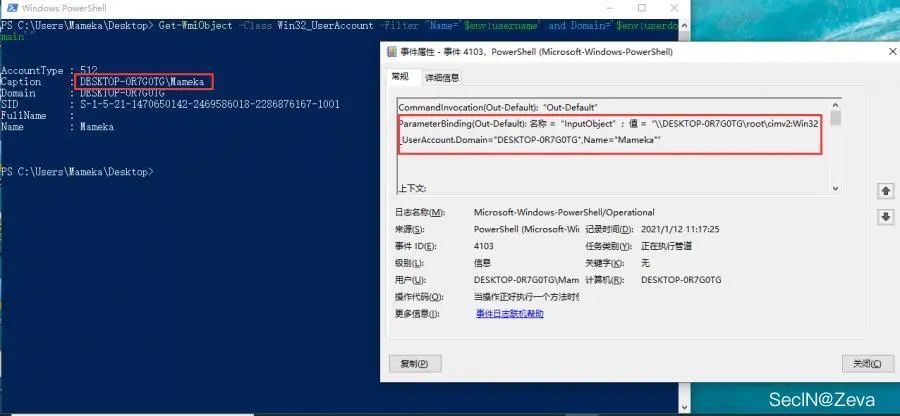 Windows PowerShell
PS C:\Users\Mameka\Desktop> Get-WmiObject -Class Win32_UserAccount -Filter "Name='$env:username' and Domain='$env:userdo
main'"
AccountType : 512
Caption : DESKTOP-0R7G0TG\Mameka
Domain : DESKTOP-0R7G0TG
SID : S-1-5-21-1470650142-2469586018-2286876167-1001
FullName :
Name : Mameka
PS C:\Users\Mameka\Desktop>
事件属性 - 事件 4103，PowerShell (Microsoft-Windows-PowerShell)
常规 详细信息
CommandInvocation(Out-Default): "Out-Default"
ParameterBinding(Out-Default): 名称 = "InputObject" ；值 = "\\DESKTOP-0R7G0TG\root\cimv2:Win32
_UserAccount.Domain="DESKTOP-0R7G0TG",Name="Mameka""
上下文:
日志名称(M): Microsoft-Windows-PowerShell/Operational
来源(S): PowerShell (Microsoft-Win 记录时间(D): 2021/1/12 11:17:25
事件 ID(E): 4103 任务类别(Y): 正在执行管道
级别(L): 信息 关键字(K): 无
用户(U): DESKTOP-0R7G0TG\Mam 计算机(R): DESKTOP-0R7G0TG
操作代码(O): 当操作正好执行一个方法时
更多信息(I): 事件日志联机帮助
复制(P) 关闭(C)
SecIN@Zeva